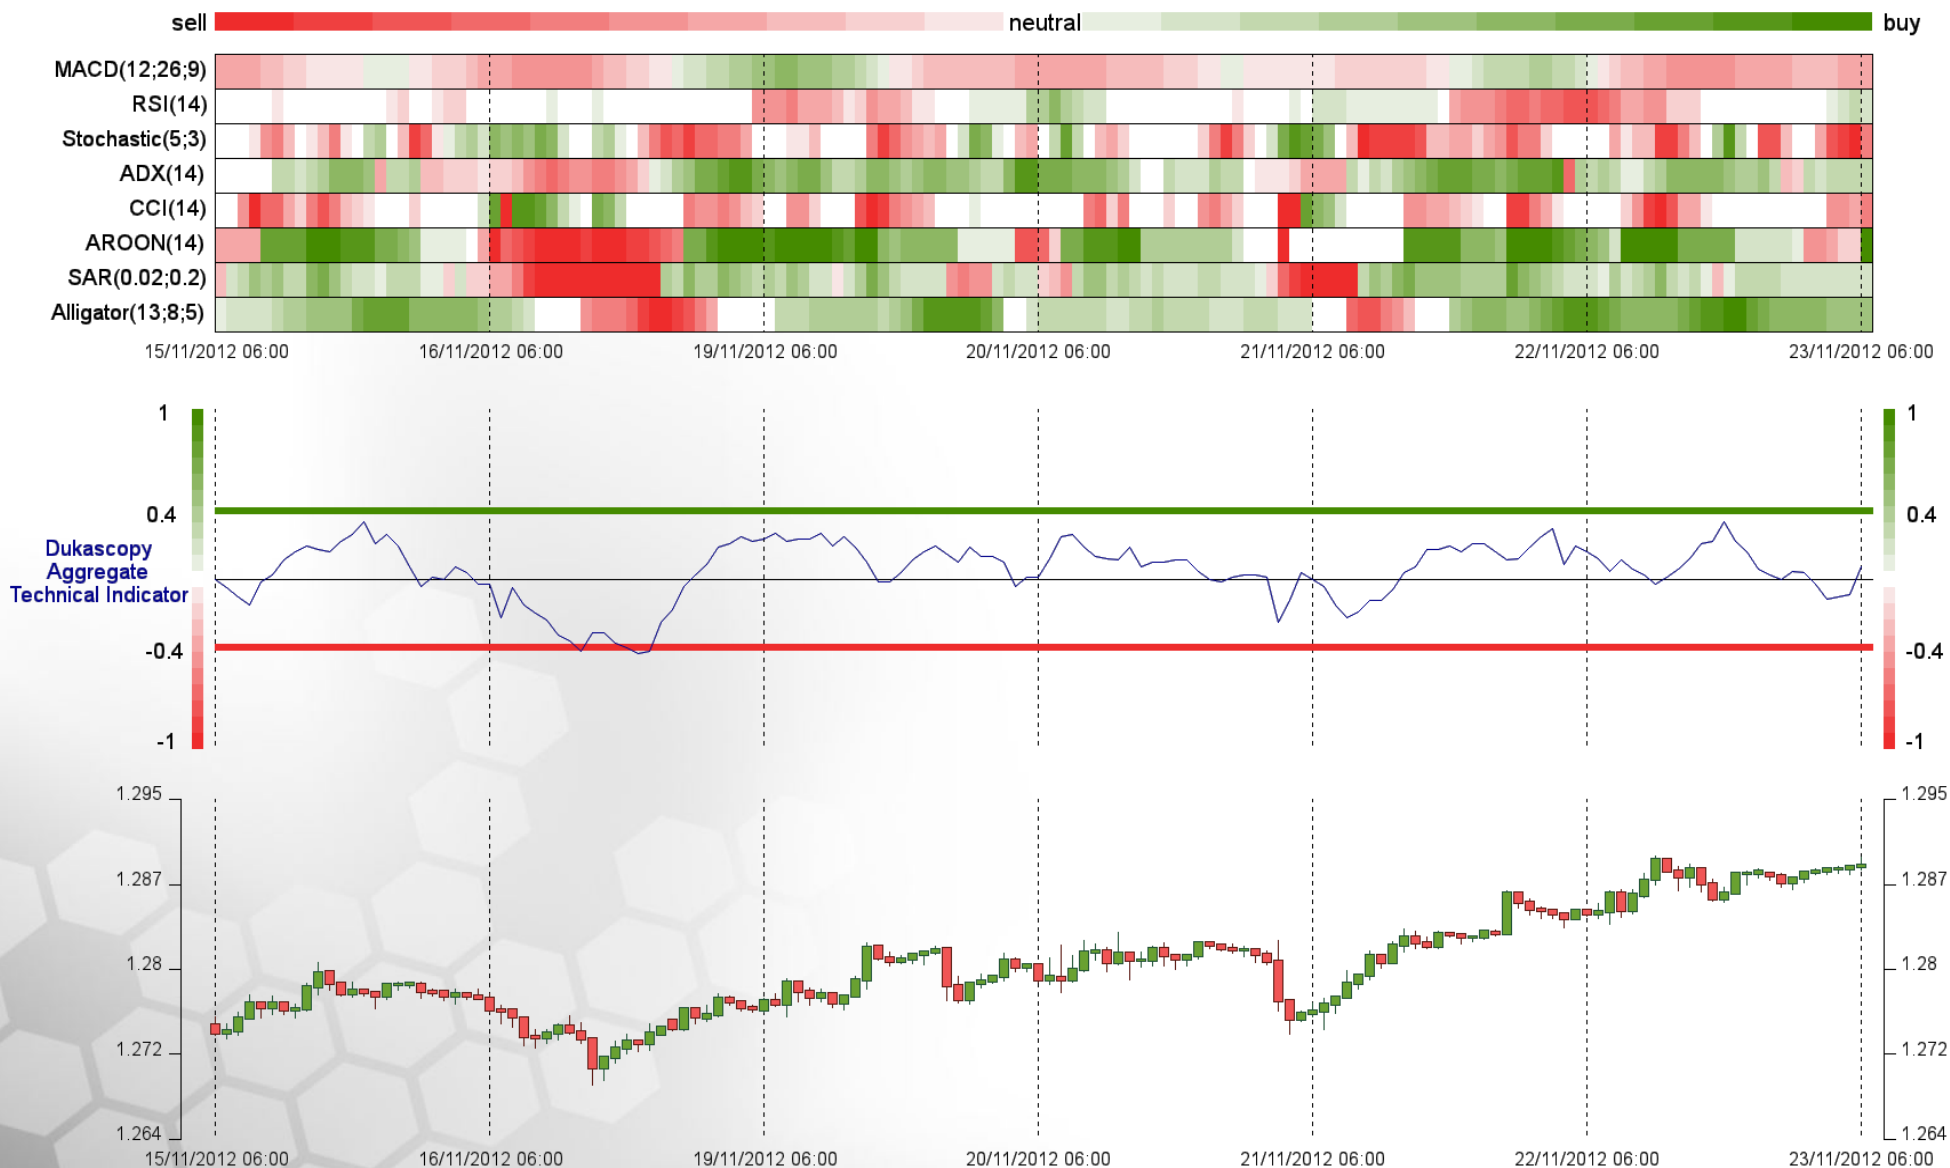 sell neutral buy
MACD(12;26;9)
RSI(14)
Stochastic(5;3)
ADX(14)
CCI(14)
AROON(14)
SAR(0.02;0.2)
Alligator(13;8;5)
15/11/2012 06:00 16/11/2012 06:00 19/11/2012 06:00 20/11/2012 06:00 21/11/2012 06:00 22/11/2012 06:00 23/11/2012 06:00
1 1
0.4 0.4
Dukascopy
Aggregate
Technical Indicator
-0.4 -0.4
-1 -1
1.295 1.295
1.287 1.287
1.28 1.28
1.272 1.272
1.264 1.264
15/11/2012 06:00 16/11/2012 06:00 19/11/2012 06:00 20/11/2012 06:00 21/11/2012 06:00 22/11/2012 06:00 23/11/2012 06:00